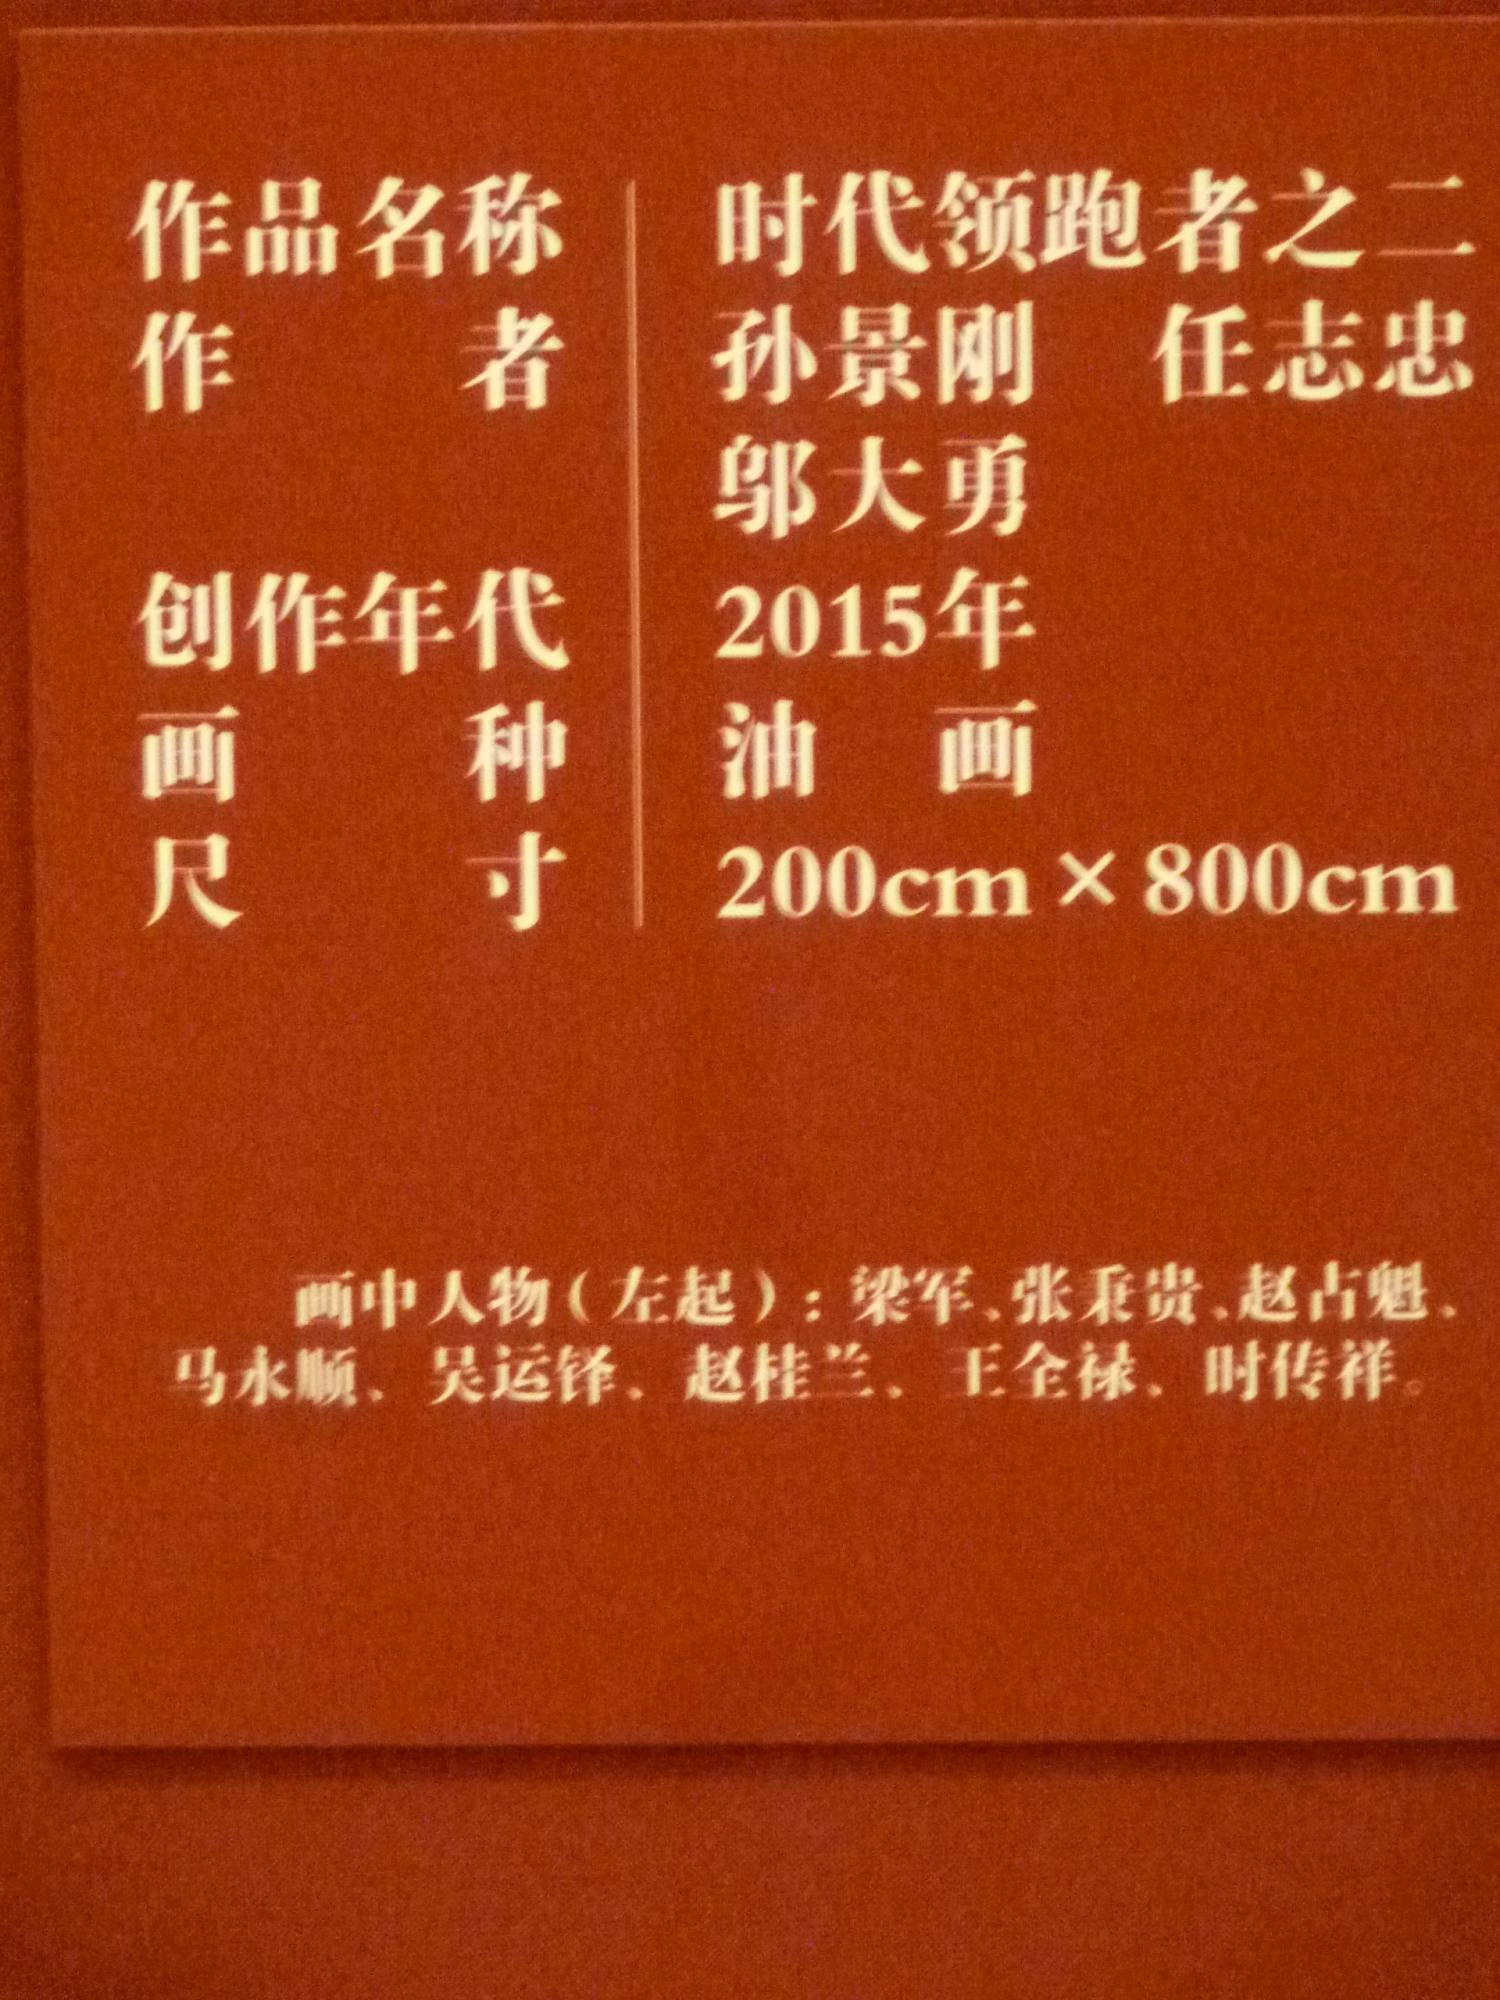 作品名称 时代领跑者之二
作者 孙景刚 任志忠
邬大勇
创作年代 2015年
画种 油画
尺寸 200cm×800cm
画中人物（左起）：梁军、张秉贵、赵占魁、
马永顺、吴运铎、赵桂兰、王全禄、时传祥。